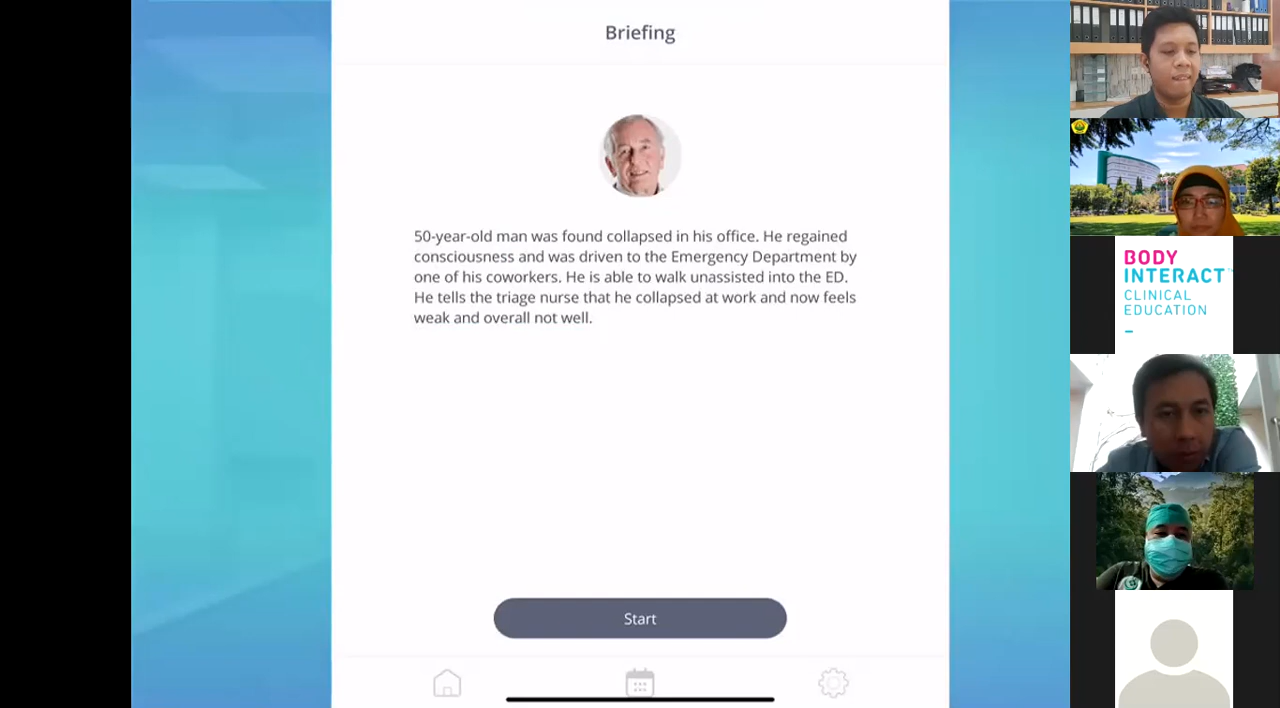 Briefing
50-year-old man was found collapsed in his office. He regained
consciousness and was driven to the Emergency Department by
one of his coworkers. He is able to walk unassisted into the ED.
He tells the triage nurse that he collapsed at work and now feels
weak and overall not well.
Start
BODY
INTERACT
CLINICAL
EDUCATION